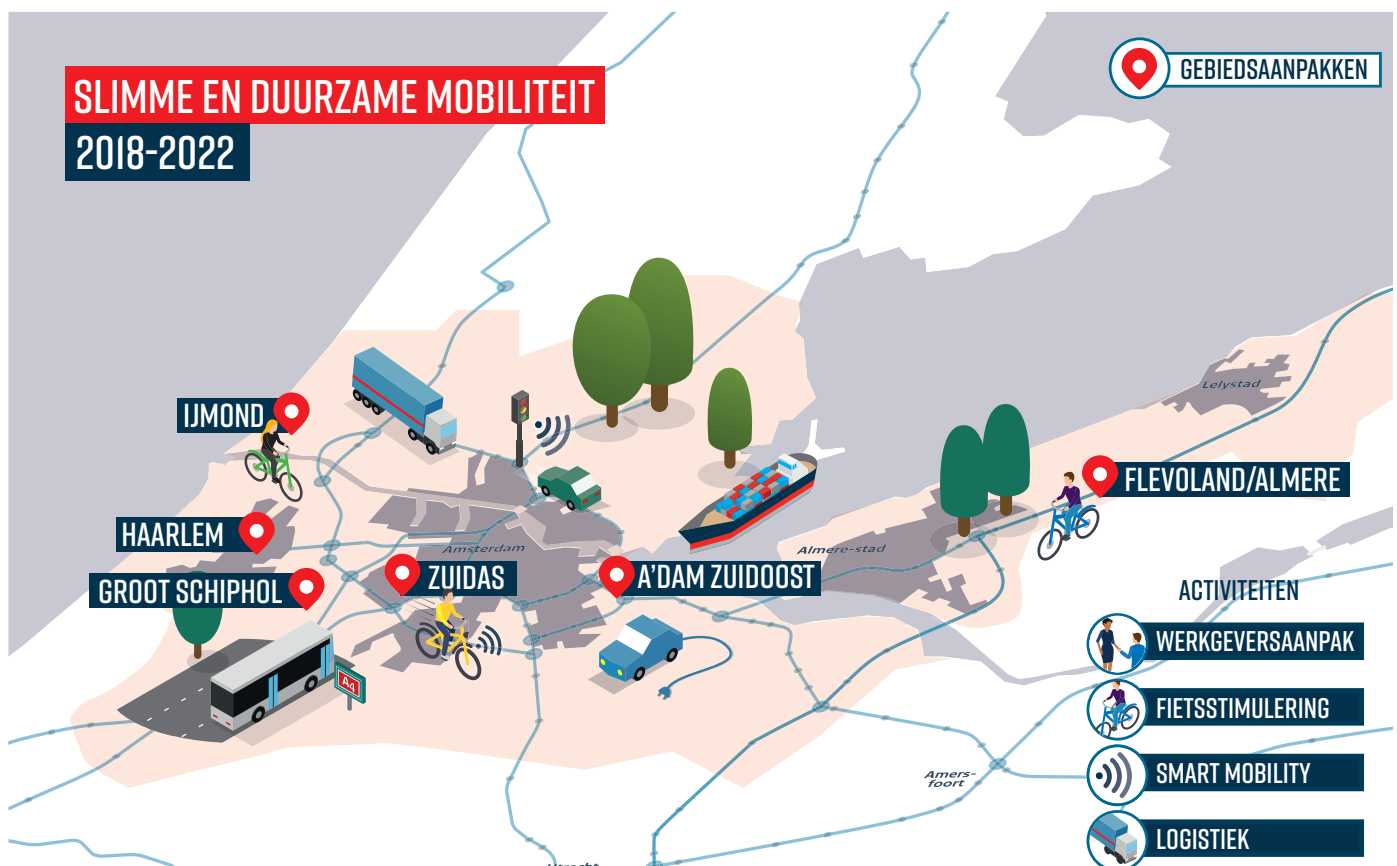 SLIMME EN DUURZAME MOBILITEIT
2018-2022
GEBIEDSAANPAKKEN
IJMOND
HAARLEM
GROOT SCHIPHOL
Amsterdam
ZUIDAS
A'DAM ZUIDOOST
Almere-stad
Lelystad
FLEVOLAND/ALMERE
A4
Amers-
foort
Utrecht
ACTIVITEITEN
WERKGEVERSAANPAK
FIETSSTIMULERING
SMART MOBILITY
LOGISTIEK